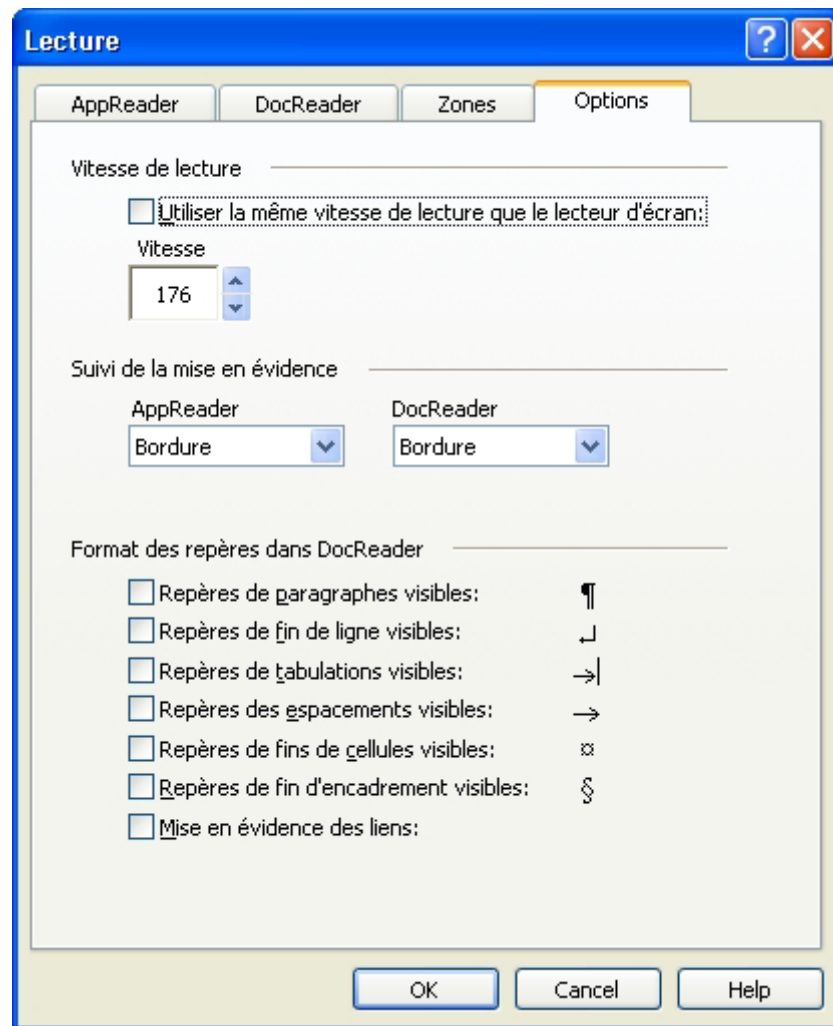 Lecture
AppReader DocReader Zones Options
Vitesse de lecture
Utiliser la même vitesse de lecture que le lecteur d'écran:
Vitesse
176
Suivi de la mise en évidence
AppReader DocReader
Bordure Bordure
Format des repères dans DocReader
Repères de paragraphes visibles: ¶
Repères de fin de ligne visibles: ↵
Repères de tabulations visibles: →|
Repères des espacements visibles: →
Repères de fins de cellules visibles: ¤
Repères de fin d'encadrement visibles: §
Mise en évidence des liens:
OK Cancel Help